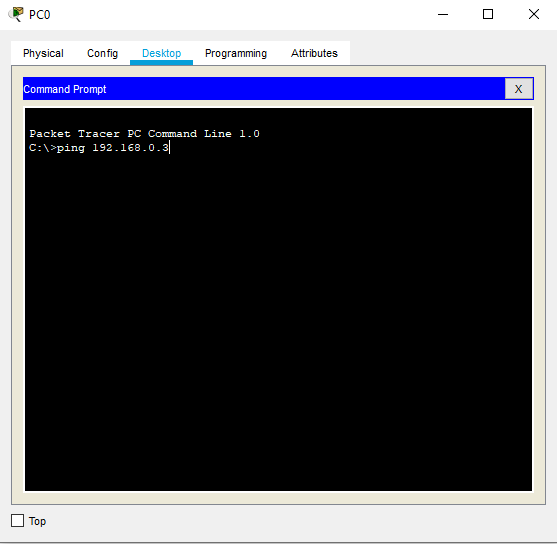 PC0
Physical Config Desktop Programming Attributes
Command Prompt X
Packet Tracer PC Command Line 1.0
C:\>ping 192.168.0.3
Top